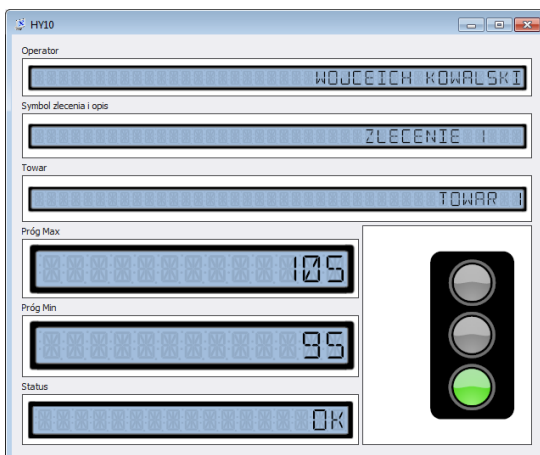 HY10
Operator
WOJCEICH KOWALSKI
Symbol zlecenia i opis
ZLECENIE 1
Towar
TOWAR 1
Próg Max
105
Próg Min
95
Status
OK